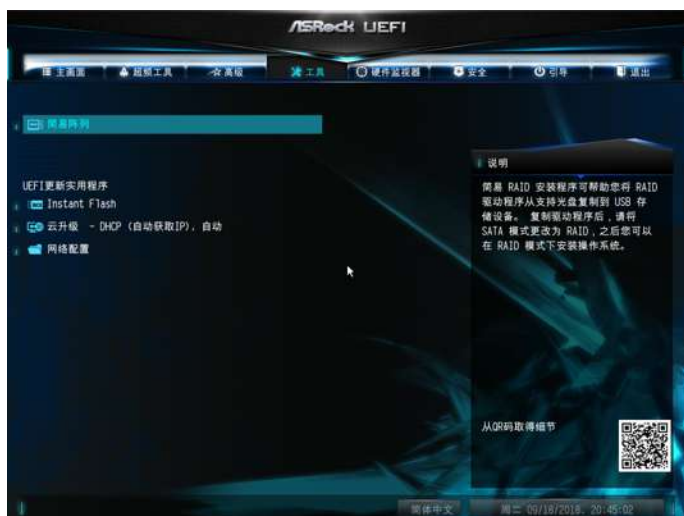 ASRock UEFI
主画面
超频工具
高级
工具
硬件监视器
安全
引导
退出
简易阵列
UEFI更新实用程序
Instant Flash
云升级 - DHCP (自动获取IP), 自动
网络配置
说明
简易 RAID 安装程序可帮助您将 RAID
驱动程序从支持光盘复制到 USB 存
储设备。 复制驱动程序后，请将
SATA 模式更改为 RAID，之后您可以
在 RAID 模式下安装操作系统。
从QR码取得细节
简体中文
周二 09/18/2018. 20:45:02